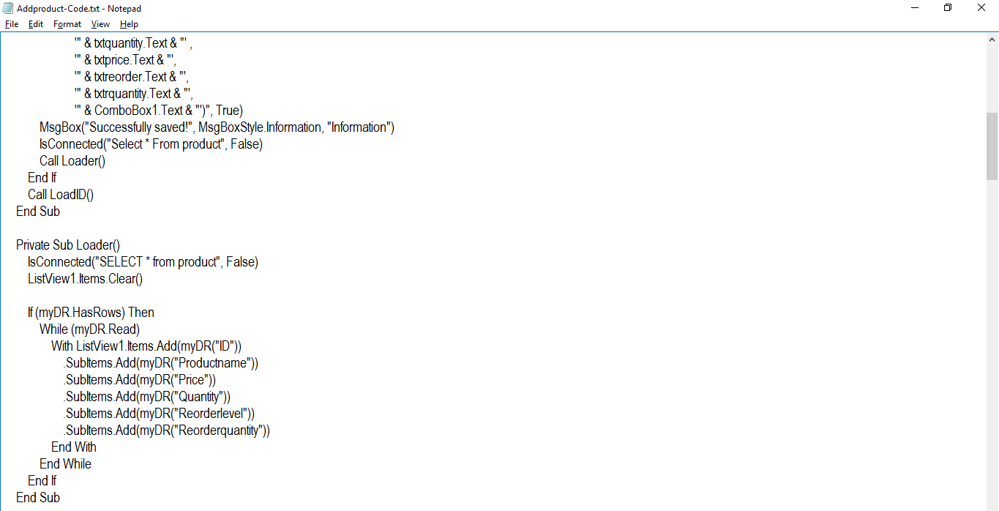 Addproduct-Code.txt - Notepad
File Edit Format View Help
'" & txtquantity.Text & "' ,
'" & txtprice.Text & "',
'" & txtreorder.Text & "',
'" & txtrquantity.Text & "',
'" & ComboBox1.Text & "')", True)
MsgBox("Successfully saved!", MsgBoxStyle.Information, "Information")
IsConnected("Select * From product", False)
Call Loader()
End If
Call LoadID()
End Sub
Private Sub Loader()
IsConnected("SELECT * from product", False)
ListView1.Items.Clear()
If (myDR.HasRows) Then
While (myDR.Read)
With ListView1.Items.Add(myDR("ID"))
.SubItems.Add(myDR("Productname"))
.SubItems.Add(myDR("Price"))
.SubItems.Add(myDR("Quantity"))
.SubItems.Add(myDR("Reorderlevel"))
.SubItems.Add(myDR("Reorderquantity"))
End With
End While
End If
End Sub